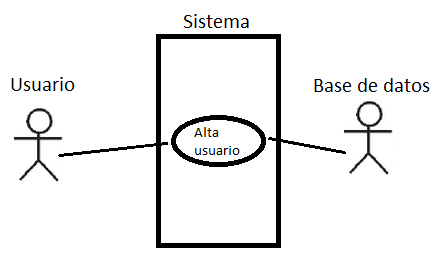 Sistema
Usuario
Base de datos
Alta
usuario